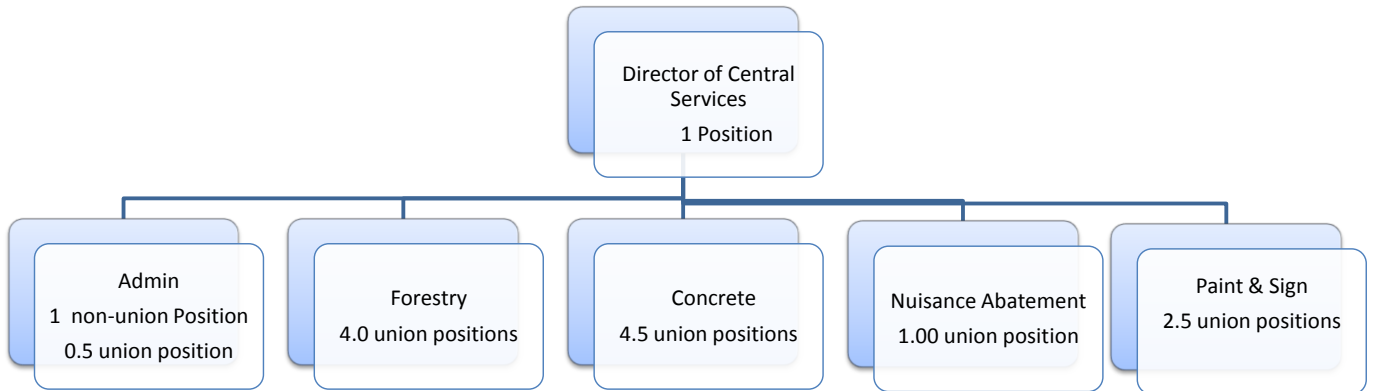 Director of Central
Services
1 Position
Admin
1 non-union Position
0.5 union position
Forestry
4.0 union positions
Concrete
4.5 union positions
Nuisance Abatement
1.00 union position
Paint & Sign
2.5 union positions